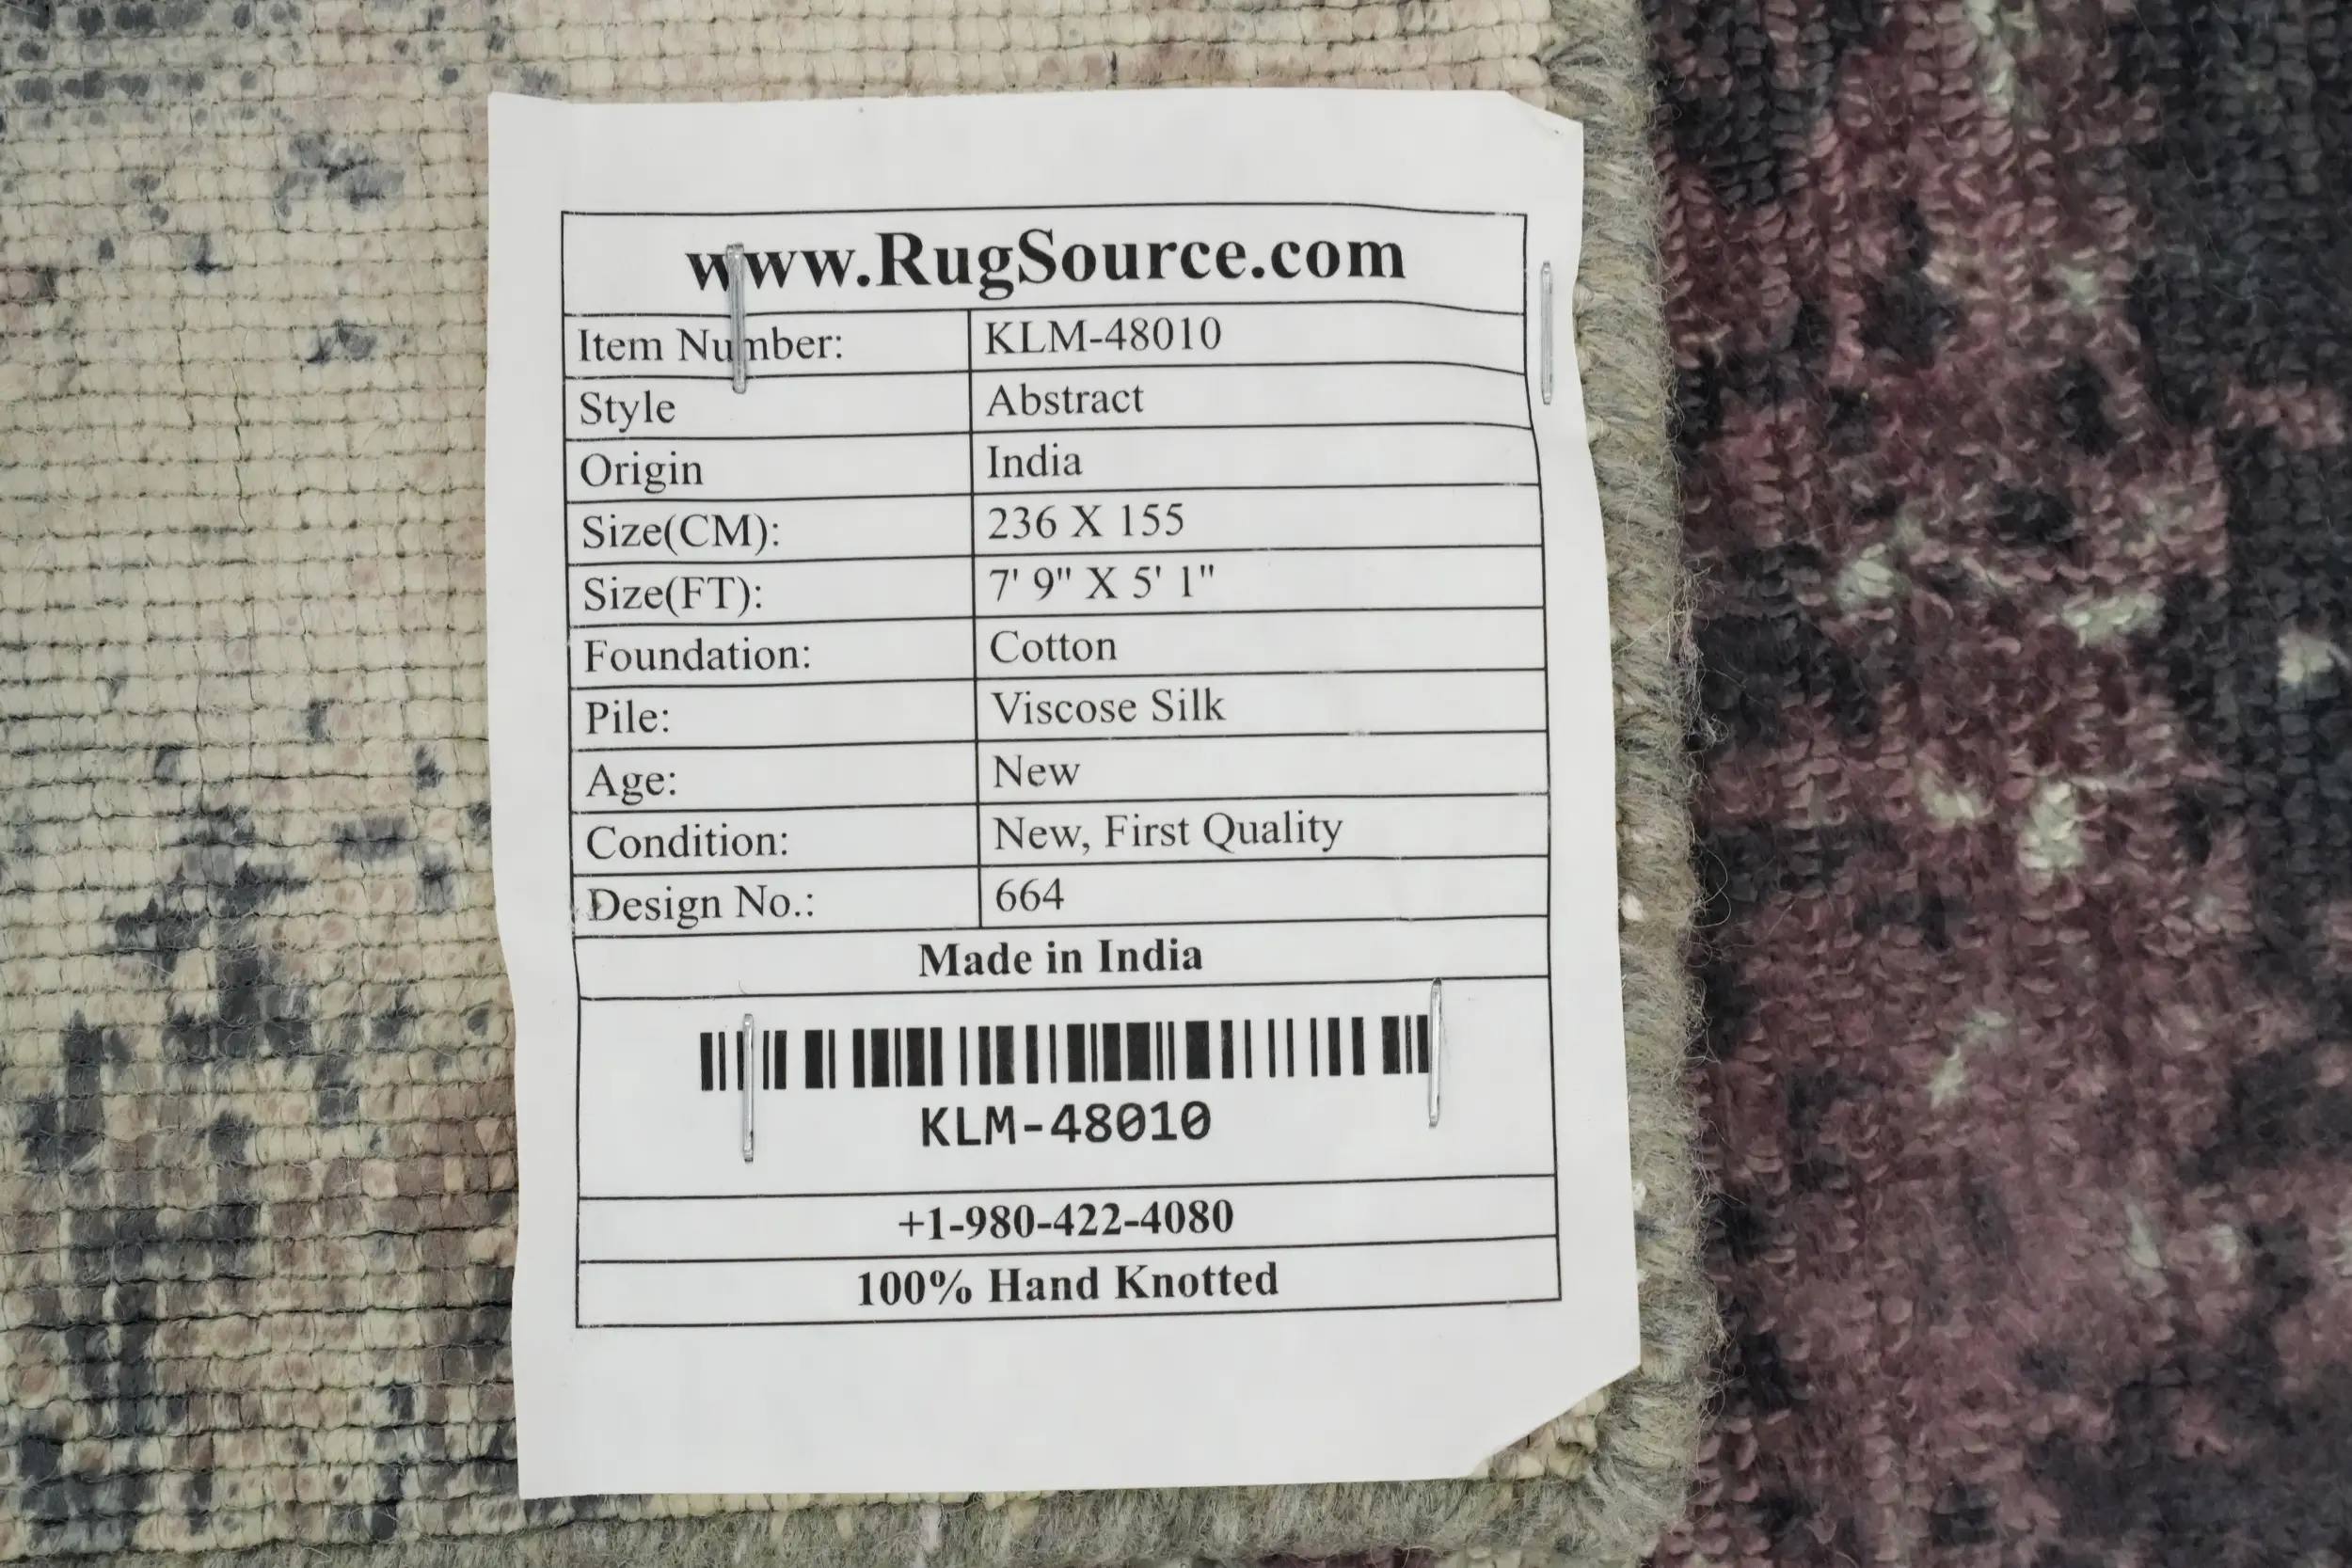 www.RugSource.com
Item Number: KLM-48010
Style Abstract
Origin India
Size(CM): 236 X 155
Size(FT): 7' 9" X 5' 1"
Foundation: Cotton
Pile: Viscose Silk
Age: New
Condition: New, First Quality
Design No.: 664
Made in India
KLM-48010
+1-980-422-4080
100% Hand Knotted